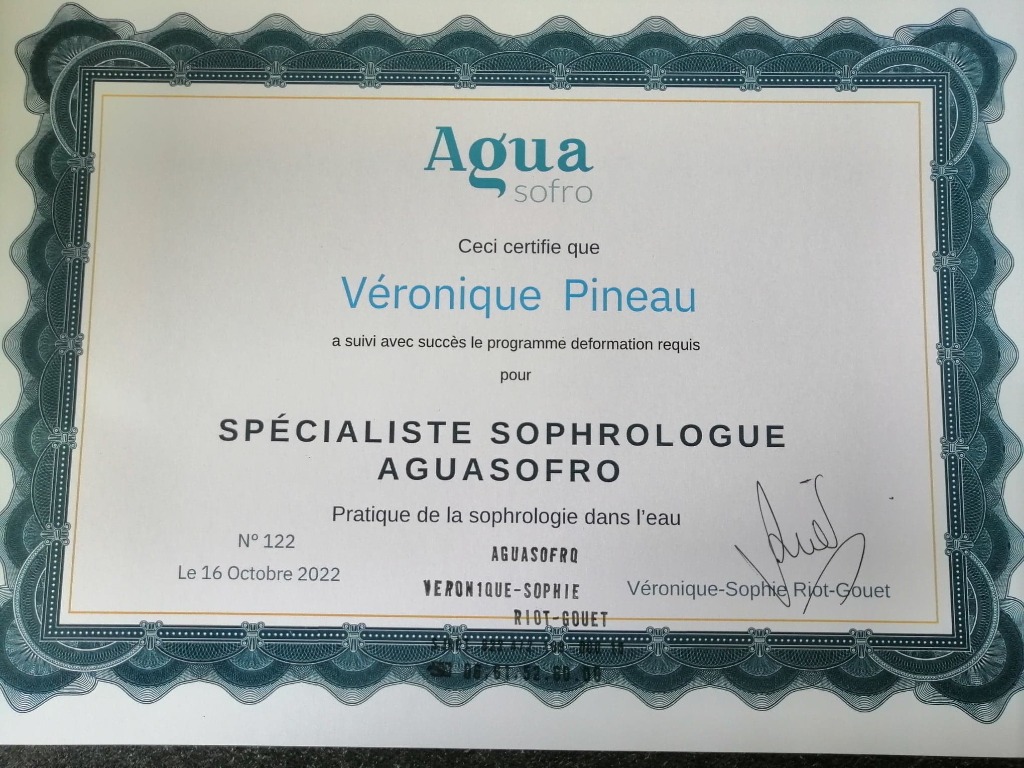 Agua
sofro
Ceci certifie que
Véronique Pineau
a suivi avec succès le programme deformation requis
pour
SPÉCIALISTE SOPHROLOGUE
AGUASOFRO
Pratique de la sophrologie dans l'eau
N° 122
Le 16 Octobre 2022
AGUASOFRO
VERONIQUE-SOPHIE
RIOT-GOUET
Véronique-Sophie Riot-Gouet